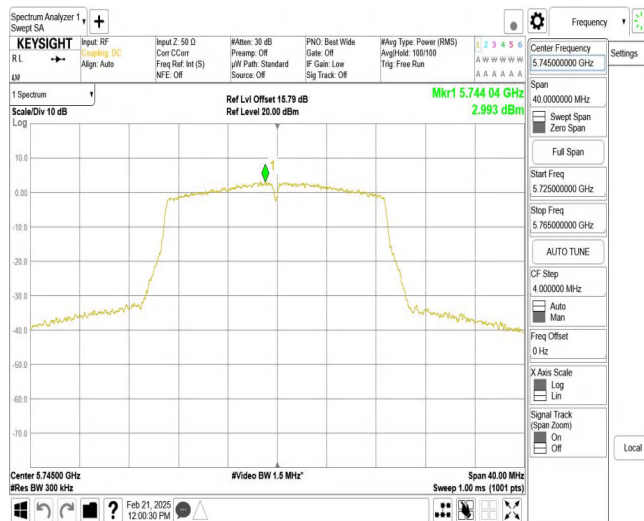 Spectrum Analyzer 1
Swept SA
+
Frequency
KEYSIGHT
R L
Input: RF
Coupling: DC
Align: Auto
Input Z: 50 Ω
Corr CCorr
Freq Ref: Int (S)
NFE: Off
#Atten: 30 dB
Preamp: Off
µW Path: Standard
Source: Off
PNO: Best Wide
Gate: Off
IF Gain: Low
Sig Track: Off
#Avg Type: Power (RMS)
Avg|Hold: 100/100
Trig: Free Run
1 2 3 4 5 6
A W W W W W
A A A A A A
1 Spectrum
Scale/Div 10 dB
Log
Ref Lvl Offset 15.79 dB
Ref Level 20.00 dBm
Mkr1 5.744 04 GHz
2.993 dBm
10.0
0.00
-10.0
-20.0
-30.0
-40.0
-50.0
-60.0
-70.0
1
Center 5.74500 GHz
#Res BW 300 kHz
#Video BW 1.5 MHz*
Span 40.00 MHz
Sweep 1.00 ms (1001 pts)
Feb 21, 2025
12:00:30 PM
?
Center Frequency
5.745000000 GHz
Settings
Span
40.0000000 MHz
Swept Span
Zero Span
Full Span
Start Freq
5.725000000 GHz
Stop Freq
5.765000000 GHz
AUTO TUNE
CF Step
4.000000 MHz
Auto
Man
Freq Offset
0 Hz
X Axis Scale
Log
Lin
Signal Track
(Span Zoom)
On
Off
Local